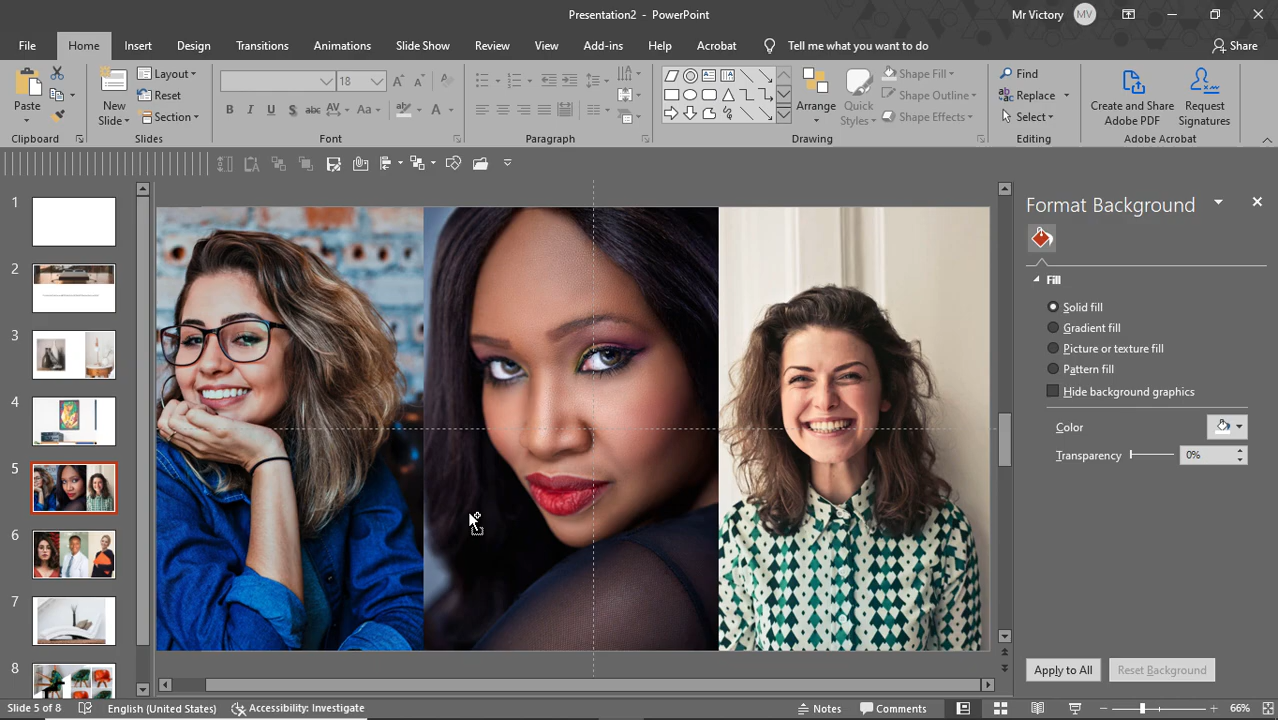 Presentation2 - PowerPoint
Mr Victory
MV
File Home Insert Design Transitions Animations Slide Show Review View Add-ins Help Acrobat Tell me what you want to do Share
Paste
Clipboard
New
Slide
Layout
Reset
Section
Slides
18
B I U S abc AV Aa A
Font
Paragraph
Arrange
Quick
Styles
Shape Fill
Shape Outline
Shape Effects
Drawing
Find
Replace
Select
Editing
Create and Share
Adobe PDF
Request
Signatures
Adobe Acrobat
1
2
3
4
5
6
7
8
Format Background
Fill
Solid fill
Gradient fill
Picture or texture fill
Pattern fill
Hide background graphics
Color
Transparency
0%
Apply to All
Reset Background
Slide 5 of 8
English (United States)
Accessibility: Investigate
Notes
Comments
66%